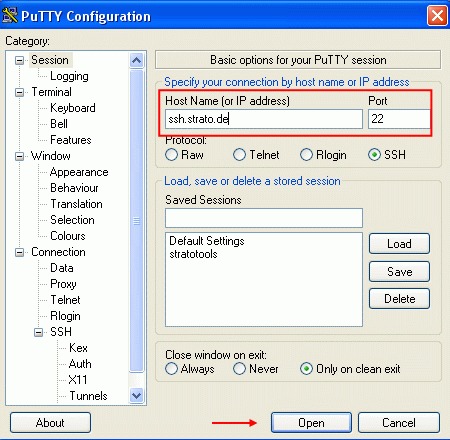 PuTTY Configuration
Category:
Session
Logging
Terminal
Keyboard
Bell
Features
Window
Appearance
Behaviour
Translation
Selection
Colours
Connection
Data
Proxy
Telnet
Rlogin
SSH
Kex
Auth
X11
Tunnels
Basic options for your PuTTY session
Specify your connection by host name or IP address
Host Name (or IP address) Port
ssh.strato.de 22
Protocol:
Raw Telnet Rlogin SSH
Load, save or delete a stored session
Saved Sessions
Default Settings
stratotools
Load
Save
Delete
Close window on exit:
Always Never Only on clean exit
About Open Cancel